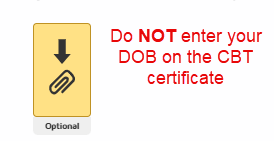 Do NOT enter your
DOB on the CBT
certificate
Optional